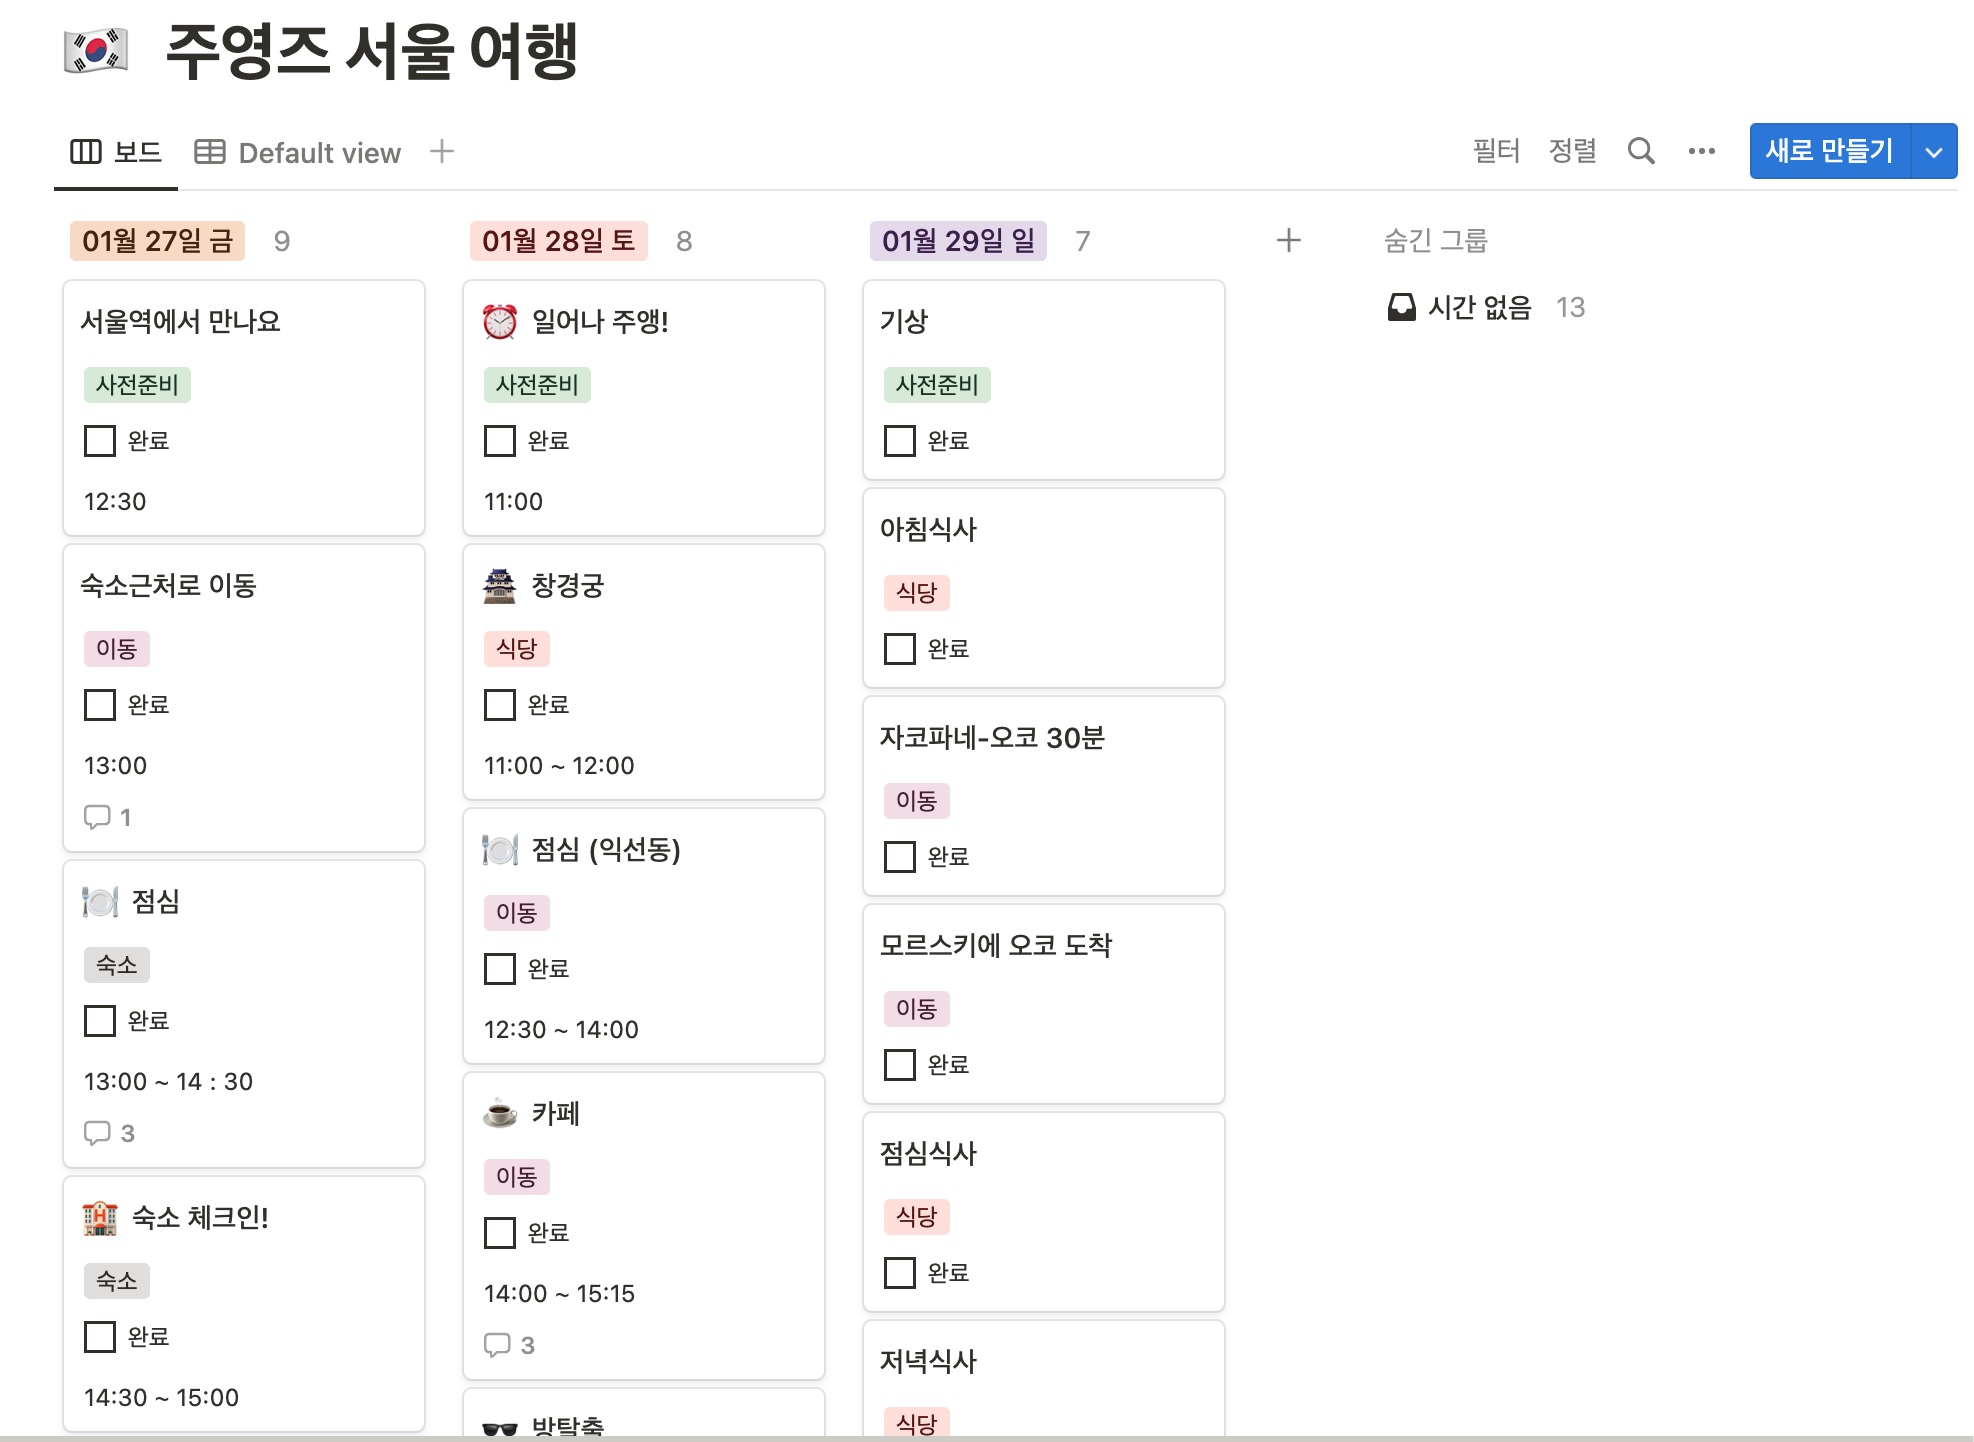 주영즈 서울 여행
보드 Default view 필터 정렬 새로 만들기
01월 27일 금 9
서울역에서 만나요
사전준비
완료
12:30
숙소근처로 이동
이동
완료
13:00
1
점심
숙소
완료
13:00 ~ 14 : 30
3
숙소 체크인!
숙소
완료
14:30 ~ 15:00
01월 28일 토 8
일어나 주앵!
사전준비
완료
11:00
창경궁
식당
완료
11:00 ~ 12:00
점심 (익선동)
이동
완료
12:30 ~ 14:00
카페
이동
완료
14:00 ~ 15:15
3
방탈출
01월 29일 일 7
기상
사전준비
완료
아침식사
식당
완료
자코파네-오코 30분
이동
완료
모르스키에 오코 도착
이동
완료
점심식사
식당
완료
저녁식사
식당
숨긴 그룹
시간 없음 13